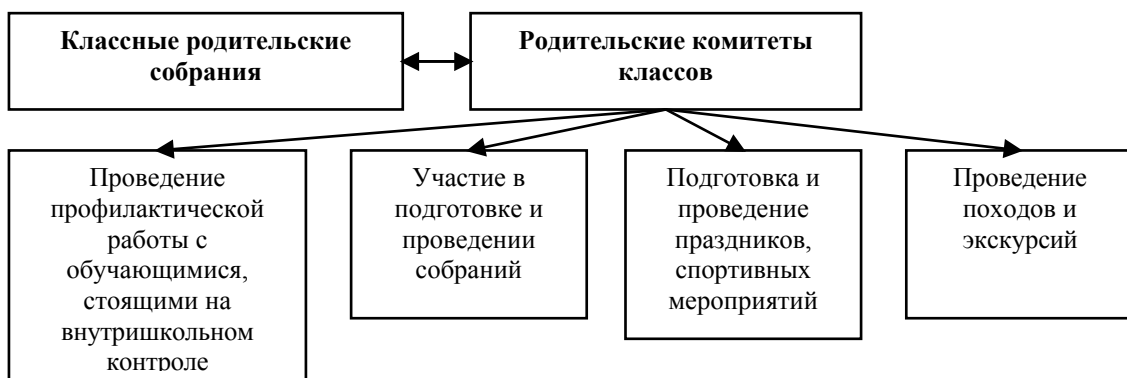 Классные родительские
собрания
Родительские комитеты
классов
Проведение
профилактической
работы с
обучающимися,
стоящими на
внутришкольном
контроле
Участие в
подготовке и
проведении
собраний
Подготовка и
проведение
праздников,
спортивных
мероприятий
Проведение
походов и
экскурсий